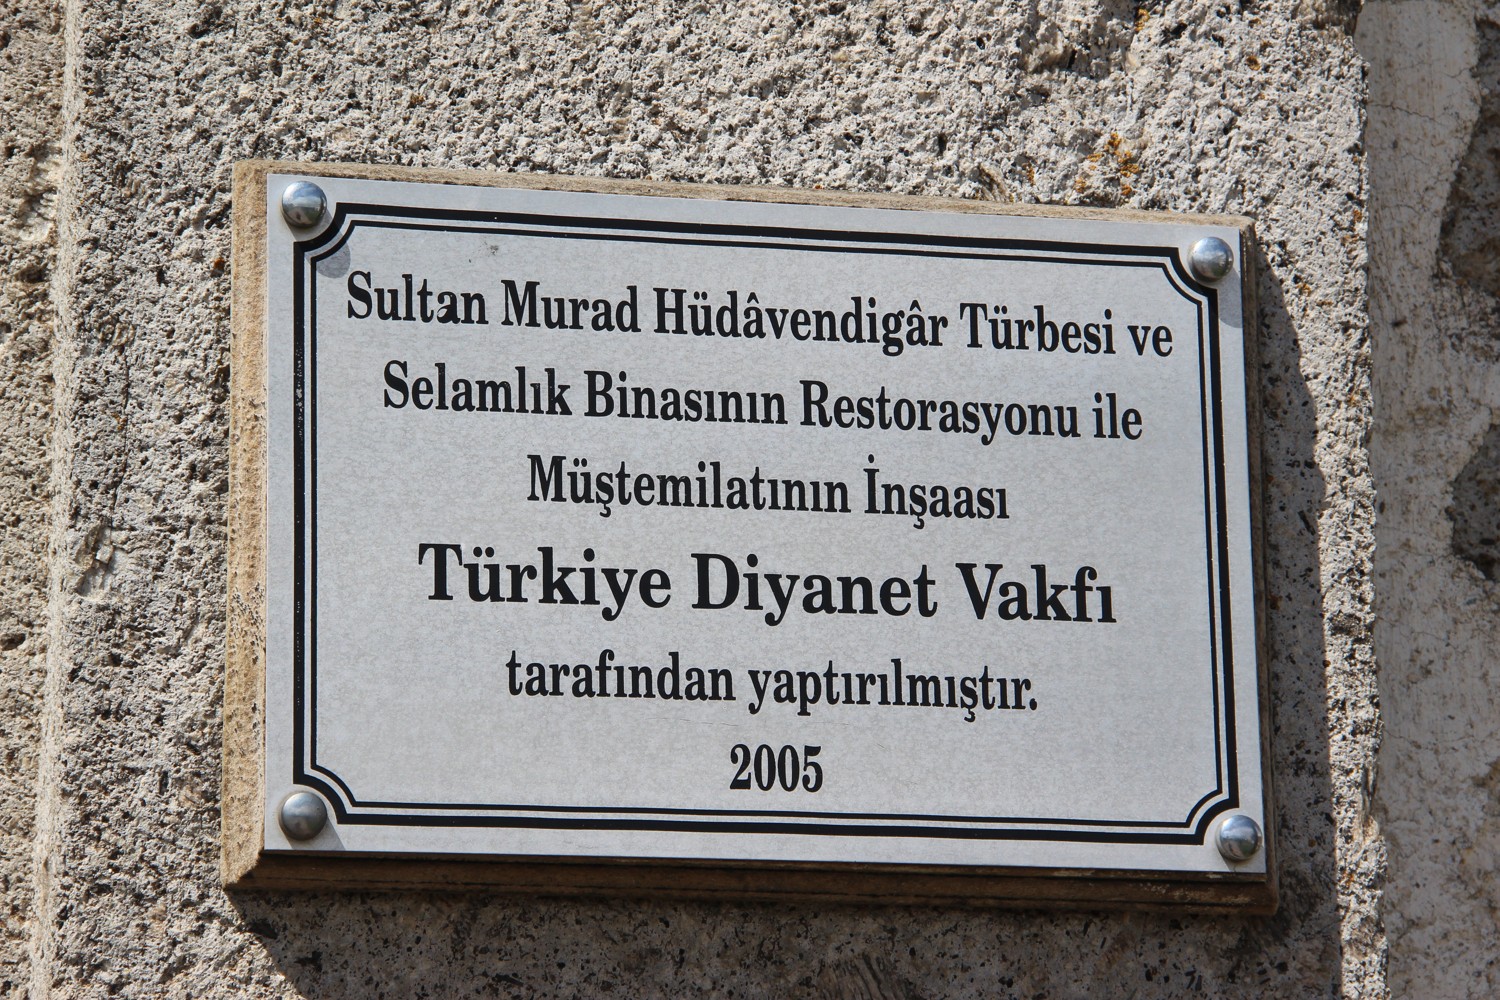 Sultan Murad Hüdâvendigâr Türbesi ve
Selamlık Binasının Restorasyonu ile
Müştemilatının İnşaası
Türkiye Diyanet Vakfı
tarafından yaptırılmıştır.
2005